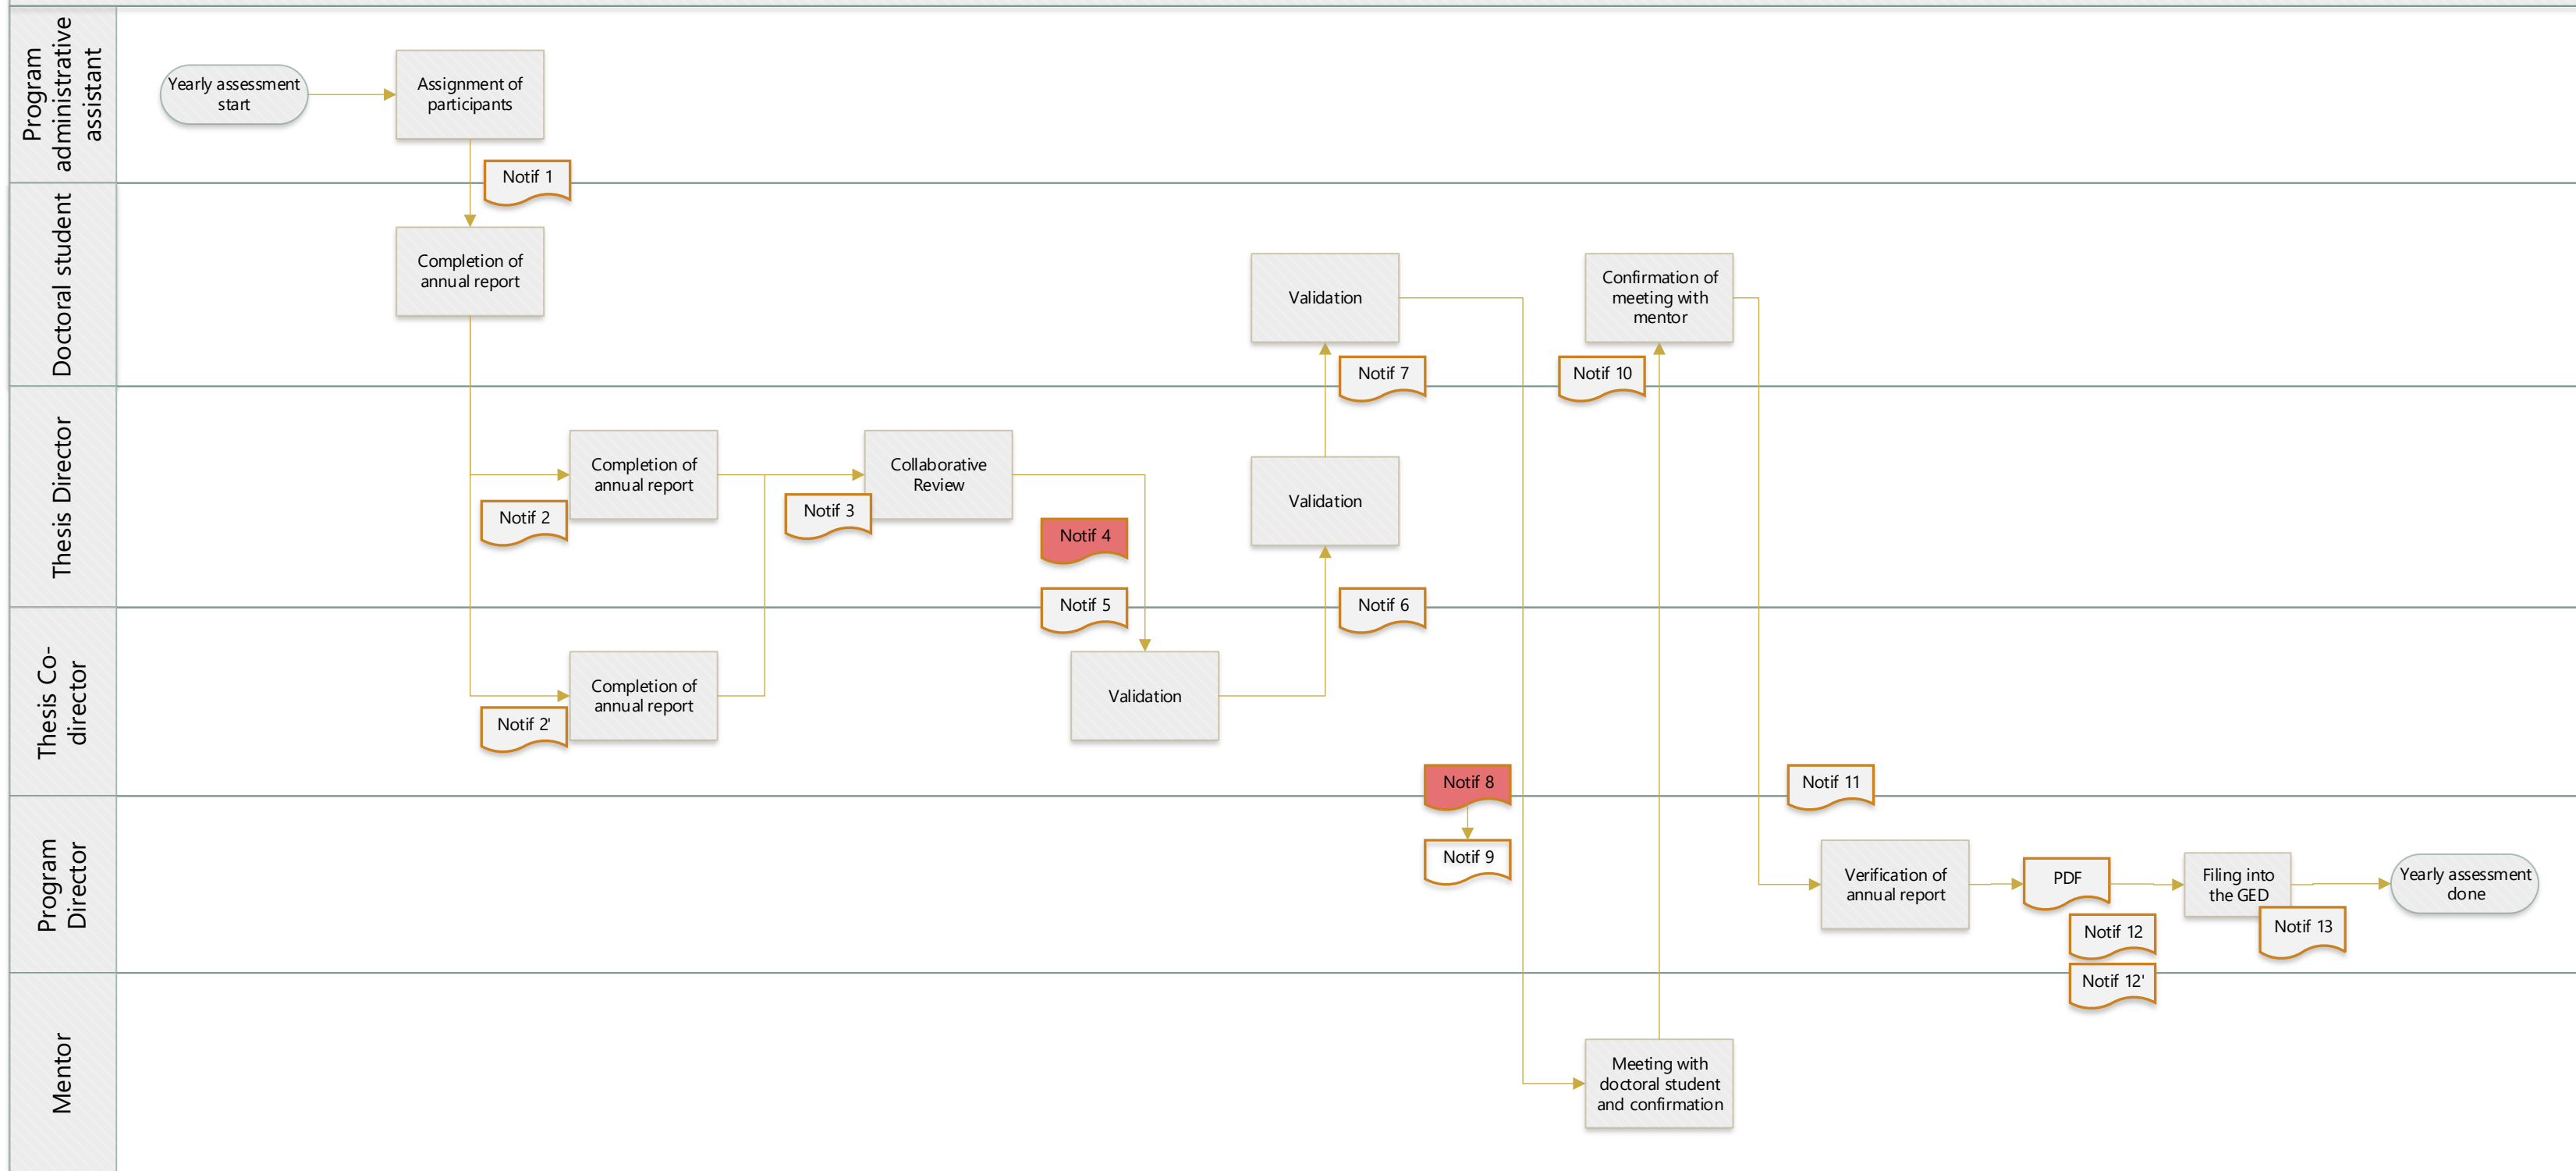 Program
administrative
assistant
Yearly assessment
start
Assignment of
participants
Notif 1
Doctoral student
Completion of
annual report
Validation
Notif 7
Confirmation of
meeting with
mentor
Notif 10
Thesis Director
Completion of
annual report
Notif 2
Collaborative
Review
Notif 3
Notif 4
Notif 5
Validation
Notif 6
Thesis Co-
director
Completion of
annual report
Notif 2'
Validation
Notif 8
Notif 11
Program
Director
Notif 9
Verification of
annual report
PDF
Notif 12
Notif 12'
Filing into
the GED
Notif 13
Yearly assessment
done
Mentor
Meeting with
doctoral student
and confirmation